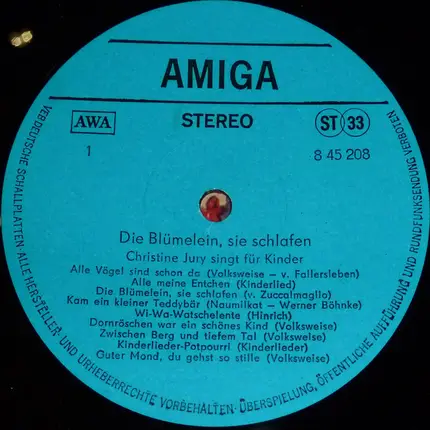 AMIGA
AWA
STEREO
ST 33
1
8 45 208
Die Blümelein, sie schlafen
Christine Jury singt für Kinder
Alle Vögel sind schon da (Volksweise - v. Fallersleben)
Alle meine Entchen (Kinderlied)
Die Blümelein, sie schlafen (v. Zuccalmaglio)
Kam ein kleiner Teddybär (Naumilkat - Werner Böhnke)
Wi-Wa-Watschelente (Hinrich)
Dornröschen war ein schönes Kind (Volksweise)
Zwischen Berg und tiefem Tal (Volksweise)
Kinderlieder-Potpourri (Kinderlieder)
Guter Mond, du gehst so stille (Volksweise)
VEB DEUTSCHE SCHALLPLATTEN · ALLE HERSTELLER- UND URHEBERRECHTE VORBEHALTEN · ÜBERSPIELUNG, ÖFFENTLICHE AUFFÜHRUNG UND RUNDFUNKSENDUNG VERBOTEN